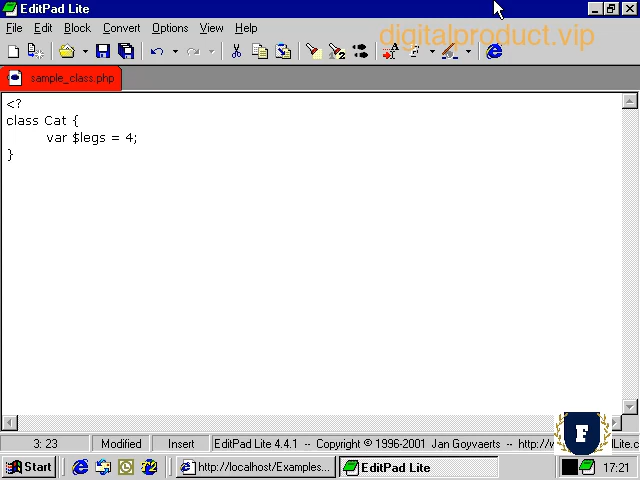 EditPad Lite
digitalproduct.vip
File Edit Block Convert Options View Help
sample_class.php
<?
class Cat {
var $legs = 4;
}
F
3: 23 Modified Insert EditPad Lite 4.4.1 -- Copyright © 1996-2001 Jan Goyvaerts -- http://w
Lite.c
Start http://localhost/Examples... EditPad Lite 17:21